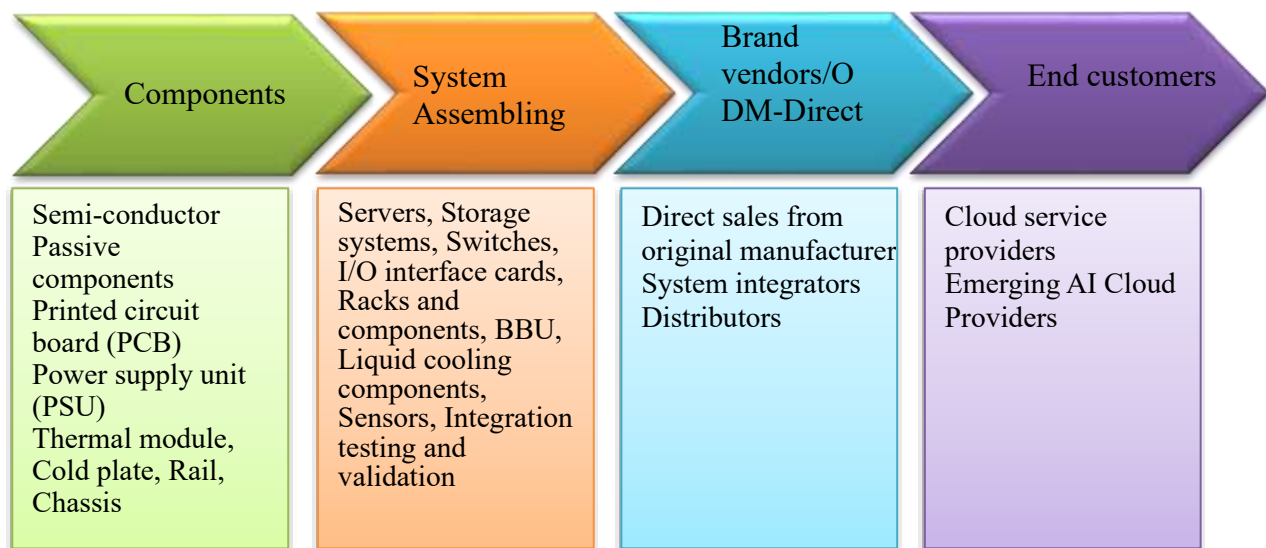 Components
System
Assembling
Brand
vendors/O
DM-Direct
End customers
Semi-conductor
Passive
components
Printed circuit
board (PCB)
Power supply unit
(PSU)
Thermal module,
Cold plate, Rail,
Chassis
Servers, Storage
systems, Switches,
I/O interface cards,
Racks and
components, BBU,
Liquid cooling
components,
Sensors, Integration
testing and
validation
Direct sales from
original manufacturer
System integrators
Distributors
Cloud service
providers
Emerging AI Cloud
Providers